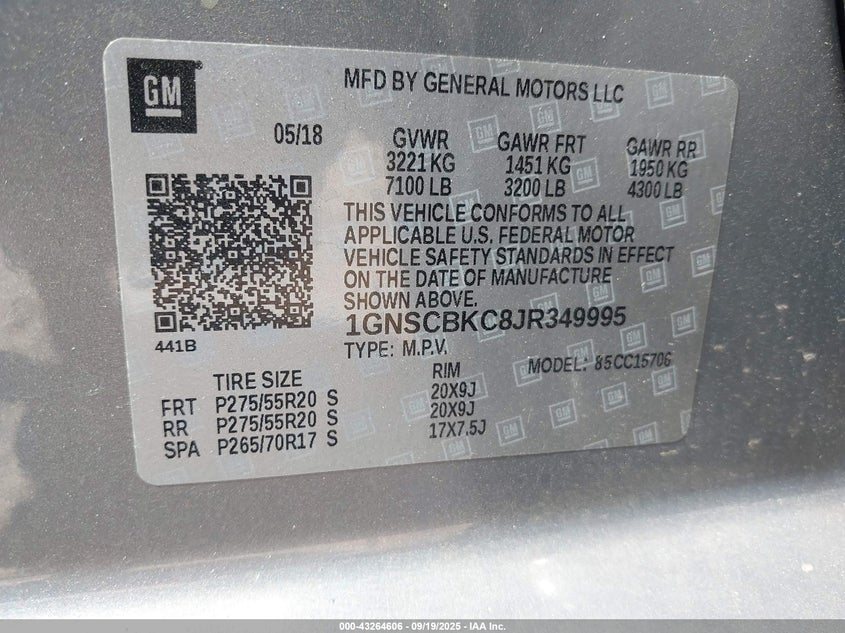 GM
MFD BY GENERAL MOTORS LLC
05/18
GVWR GAWR FRT GAWR RR
3221 KG 1451 KG 1950 KG
7100 LB 3200 LB 4300 LB
THIS VEHICLE CONFORMS TO ALL
APPLICABLE U.S. FEDERAL MOTOR
VEHICLE SAFETY STANDARDS IN EFFECT
ON THE DATE OF MANUFACTURE
SHOWN ABOVE.
1GNSCBKC8JR349995
441B
TYPE: M.P.V. MODEL: 85CC15706
TIRE SIZE RIM
FRT P275/55R20 S 20X9J
RR P275/55R20 S 20X9J
SPA P265/70R17 S 17X7.5J
000-43264606 - 09/19/2025 - IAA Inc.